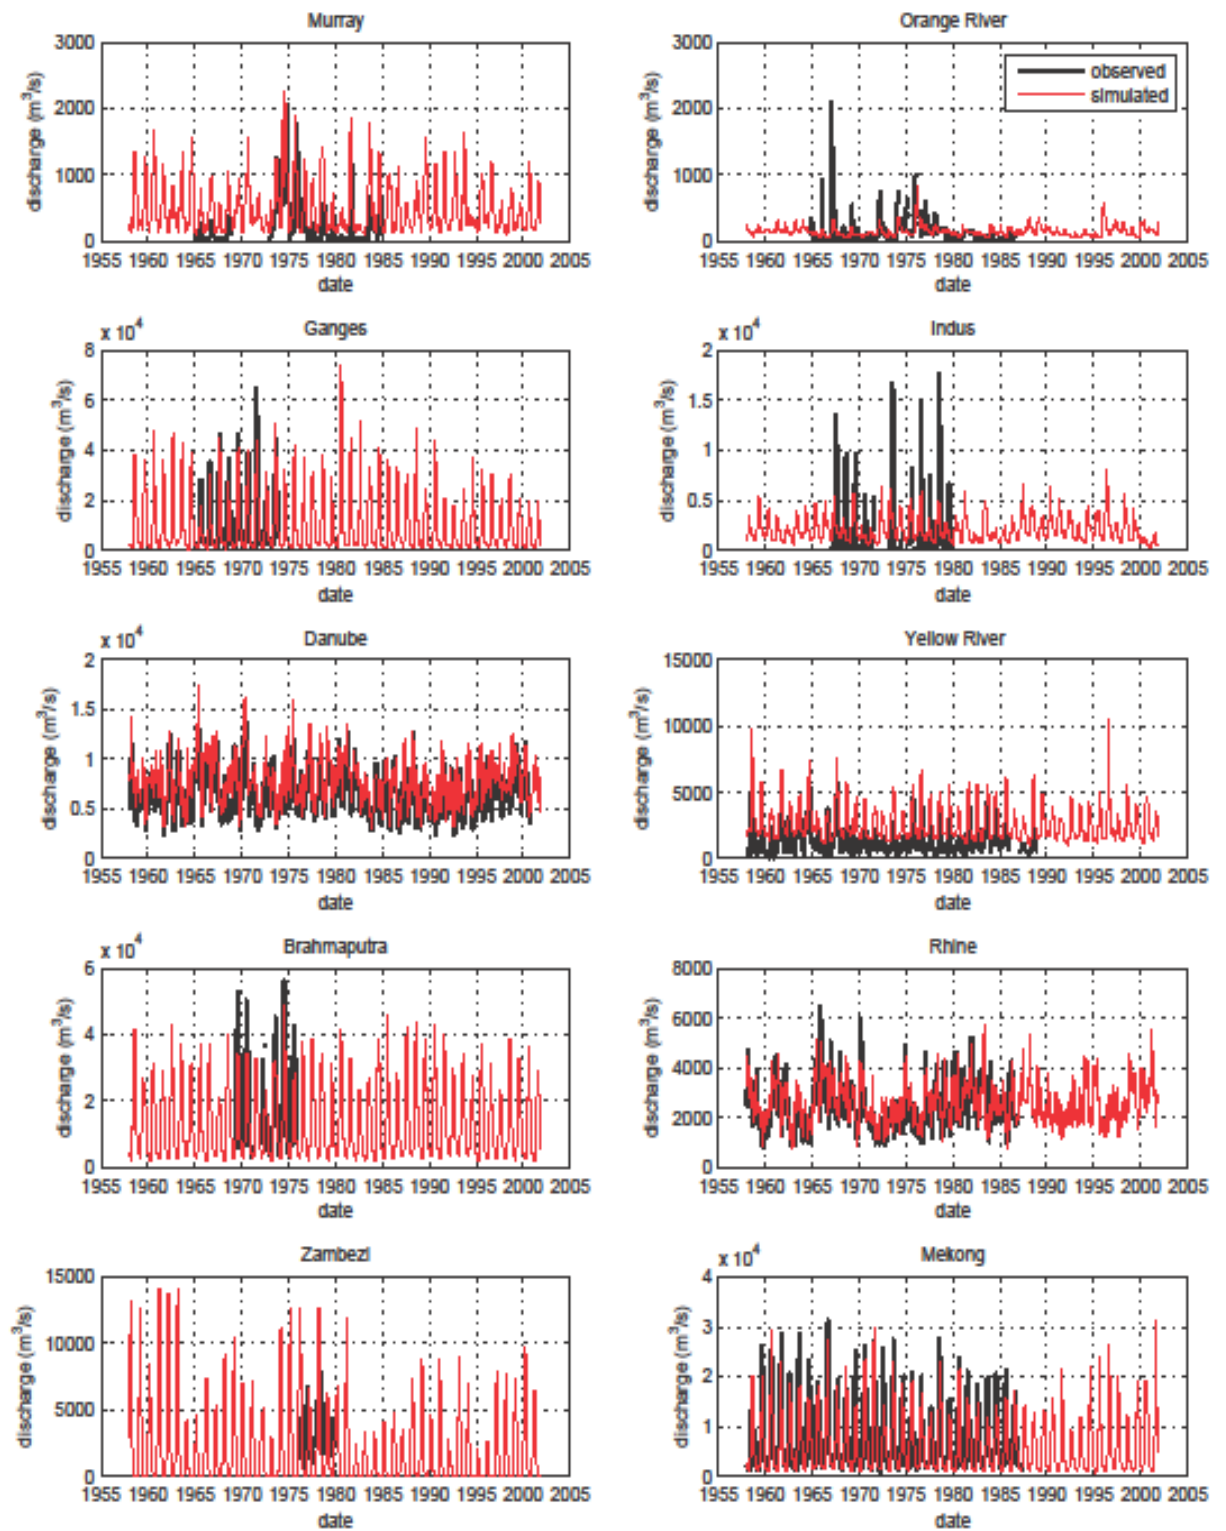 Murray
3000
2000
1000
0
discharge (m³/s)
1955 1960 1965 1970 1975 1980 1985 1990 1995 2000 2005
date
Orange River
3000
2000
1000
0
discharge (m³/s)
observed
simulated
1955 1960 1965 1970 1975 1980 1985 1990 1995 2000 2005
date
Ganges
x 10⁴
8
6
4
2
0
discharge (m³/s)
1955 1960 1965 1970 1975 1980 1985 1990 1995 2000 2005
date
Indus
x 10⁴
2
1.5
1
0.5
0
discharge (m³/s)
1955 1960 1965 1970 1975 1980 1985 1990 1995 2000 2005
date
Danube
x 10⁴
2
1.5
1
0.5
0
discharge (m³/s)
1955 1960 1965 1970 1975 1980 1985 1990 1995 2000 2005
date
Yellow River
15000
10000
5000
0
discharge (m³/s)
1955 1960 1965 1970 1975 1980 1985 1990 1995 2000 2005
date
Brahmaputra
x 10⁴
6
4
2
0
discharge (m³/s)
1955 1960 1965 1970 1975 1980 1985 1990 1995 2000 2005
date
Rhine
8000
6000
4000
2000
0
discharge (m³/s)
1955 1960 1965 1970 1975 1980 1985 1990 1995 2000 2005
date
Zambezi
15000
10000
5000
0
discharge (m³/s)
1955 1960 1965 1970 1975 1980 1985 1990 1995 2000 2005
date
Mekong
x 10⁴
4
3
2
1
0
discharge (m³/s)
1955 1960 1965 1970 1975 1980 1985 1990 1995 2000 2005
date